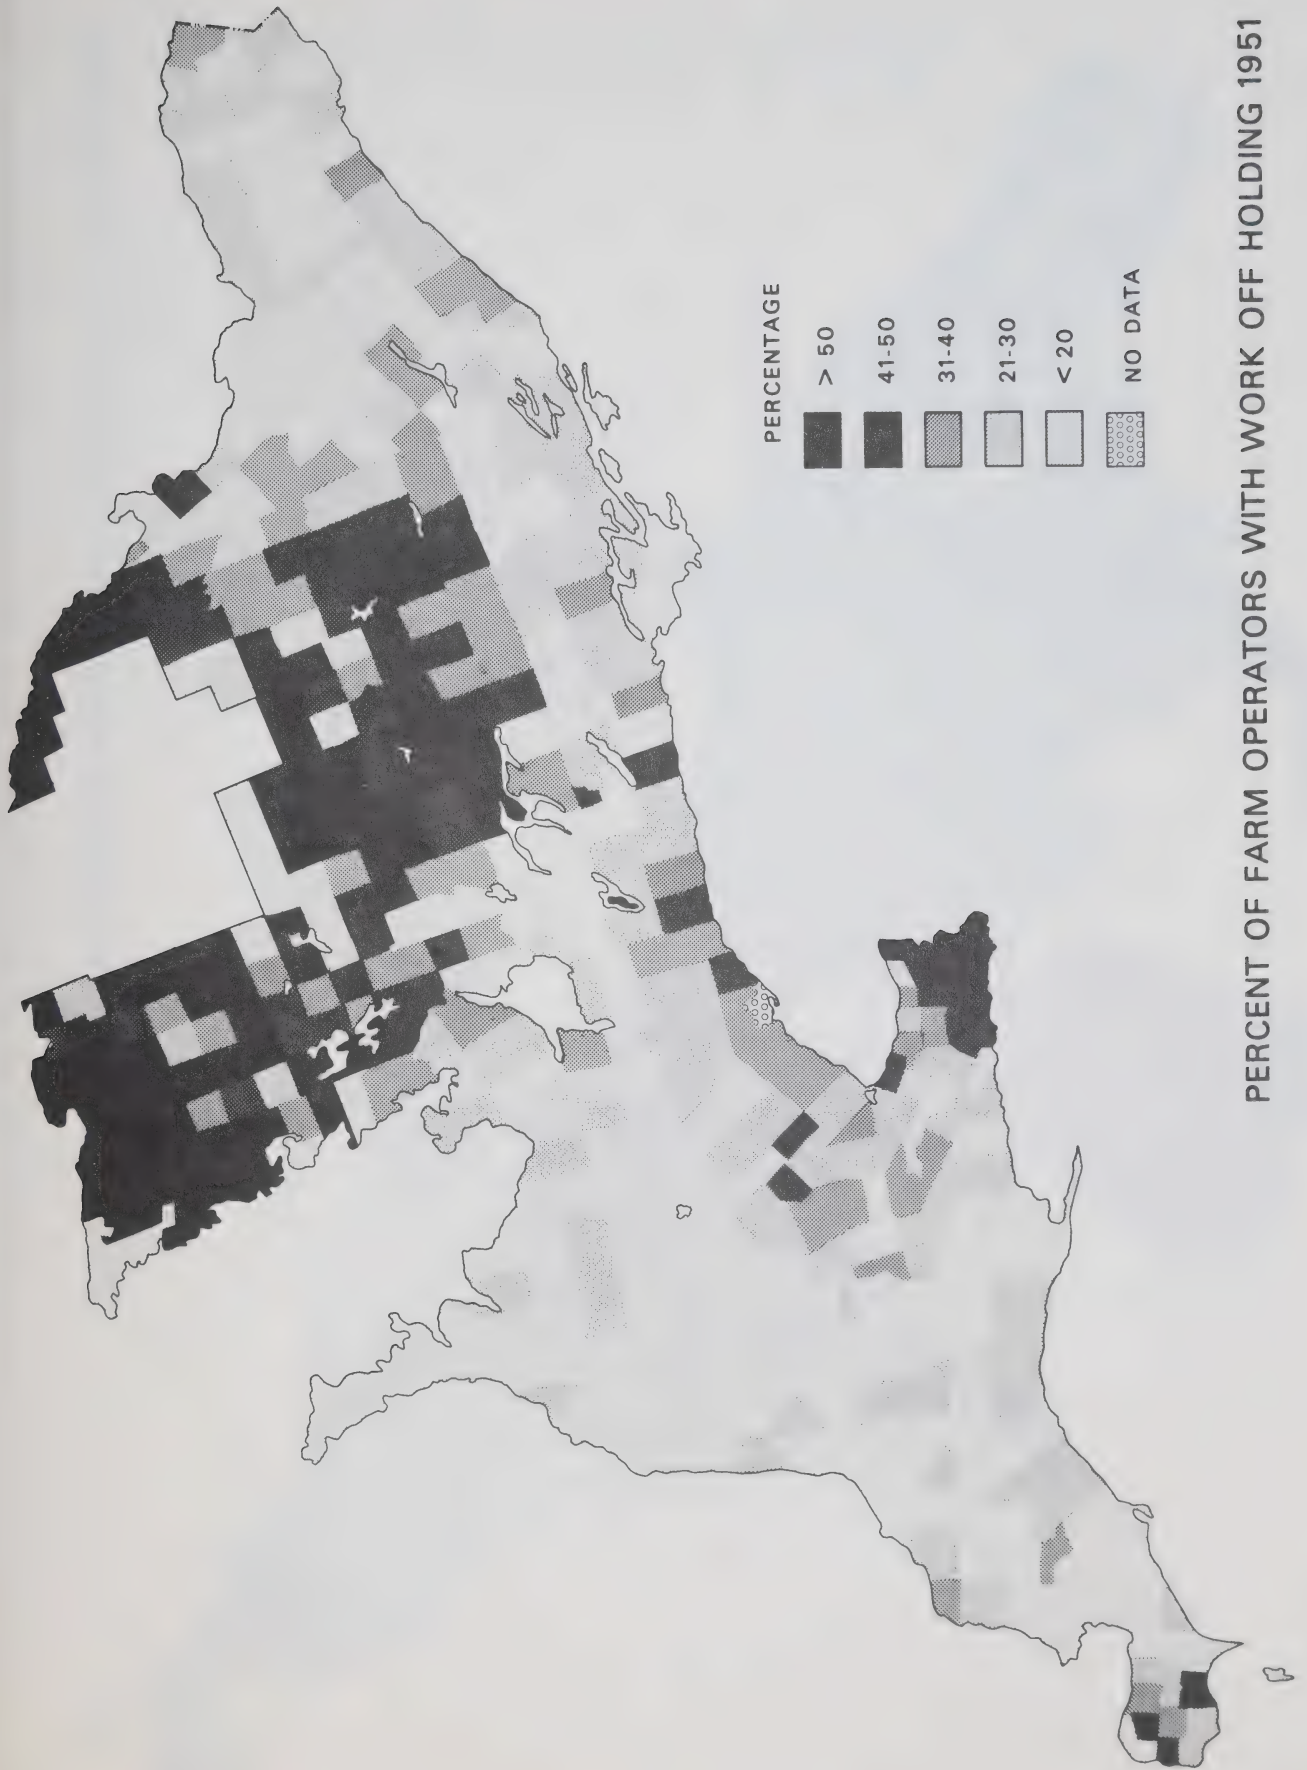 PERCENTAGE
> 50
41-50
31-40
21-30
< 20
NO DATA
PERCENT OF FARM OPERATORS WITH WORK OFF HOLDING 1951